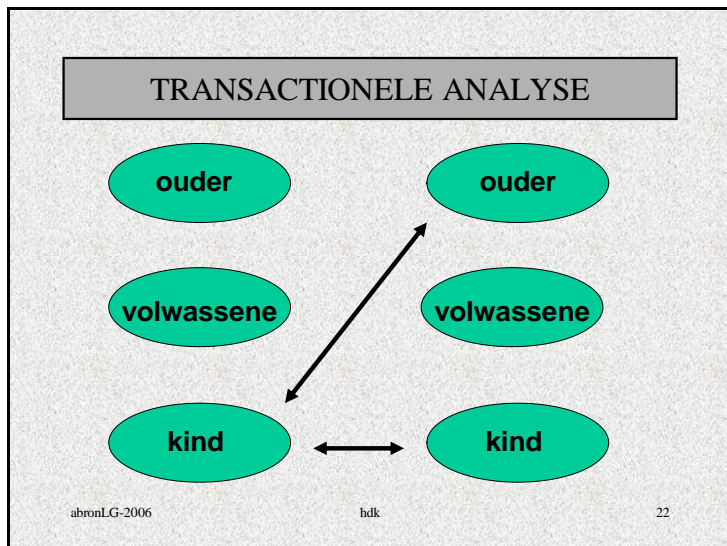 TRANSACTIONELE ANALYSE
ouder ouder
volwassene volwassene
kind kind
abronLG-2006 hdk 22